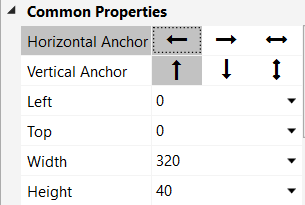 Common Properties
Horizontal Anchor
Vertical Anchor
Left 0
Top 0
Width 320
Height 40